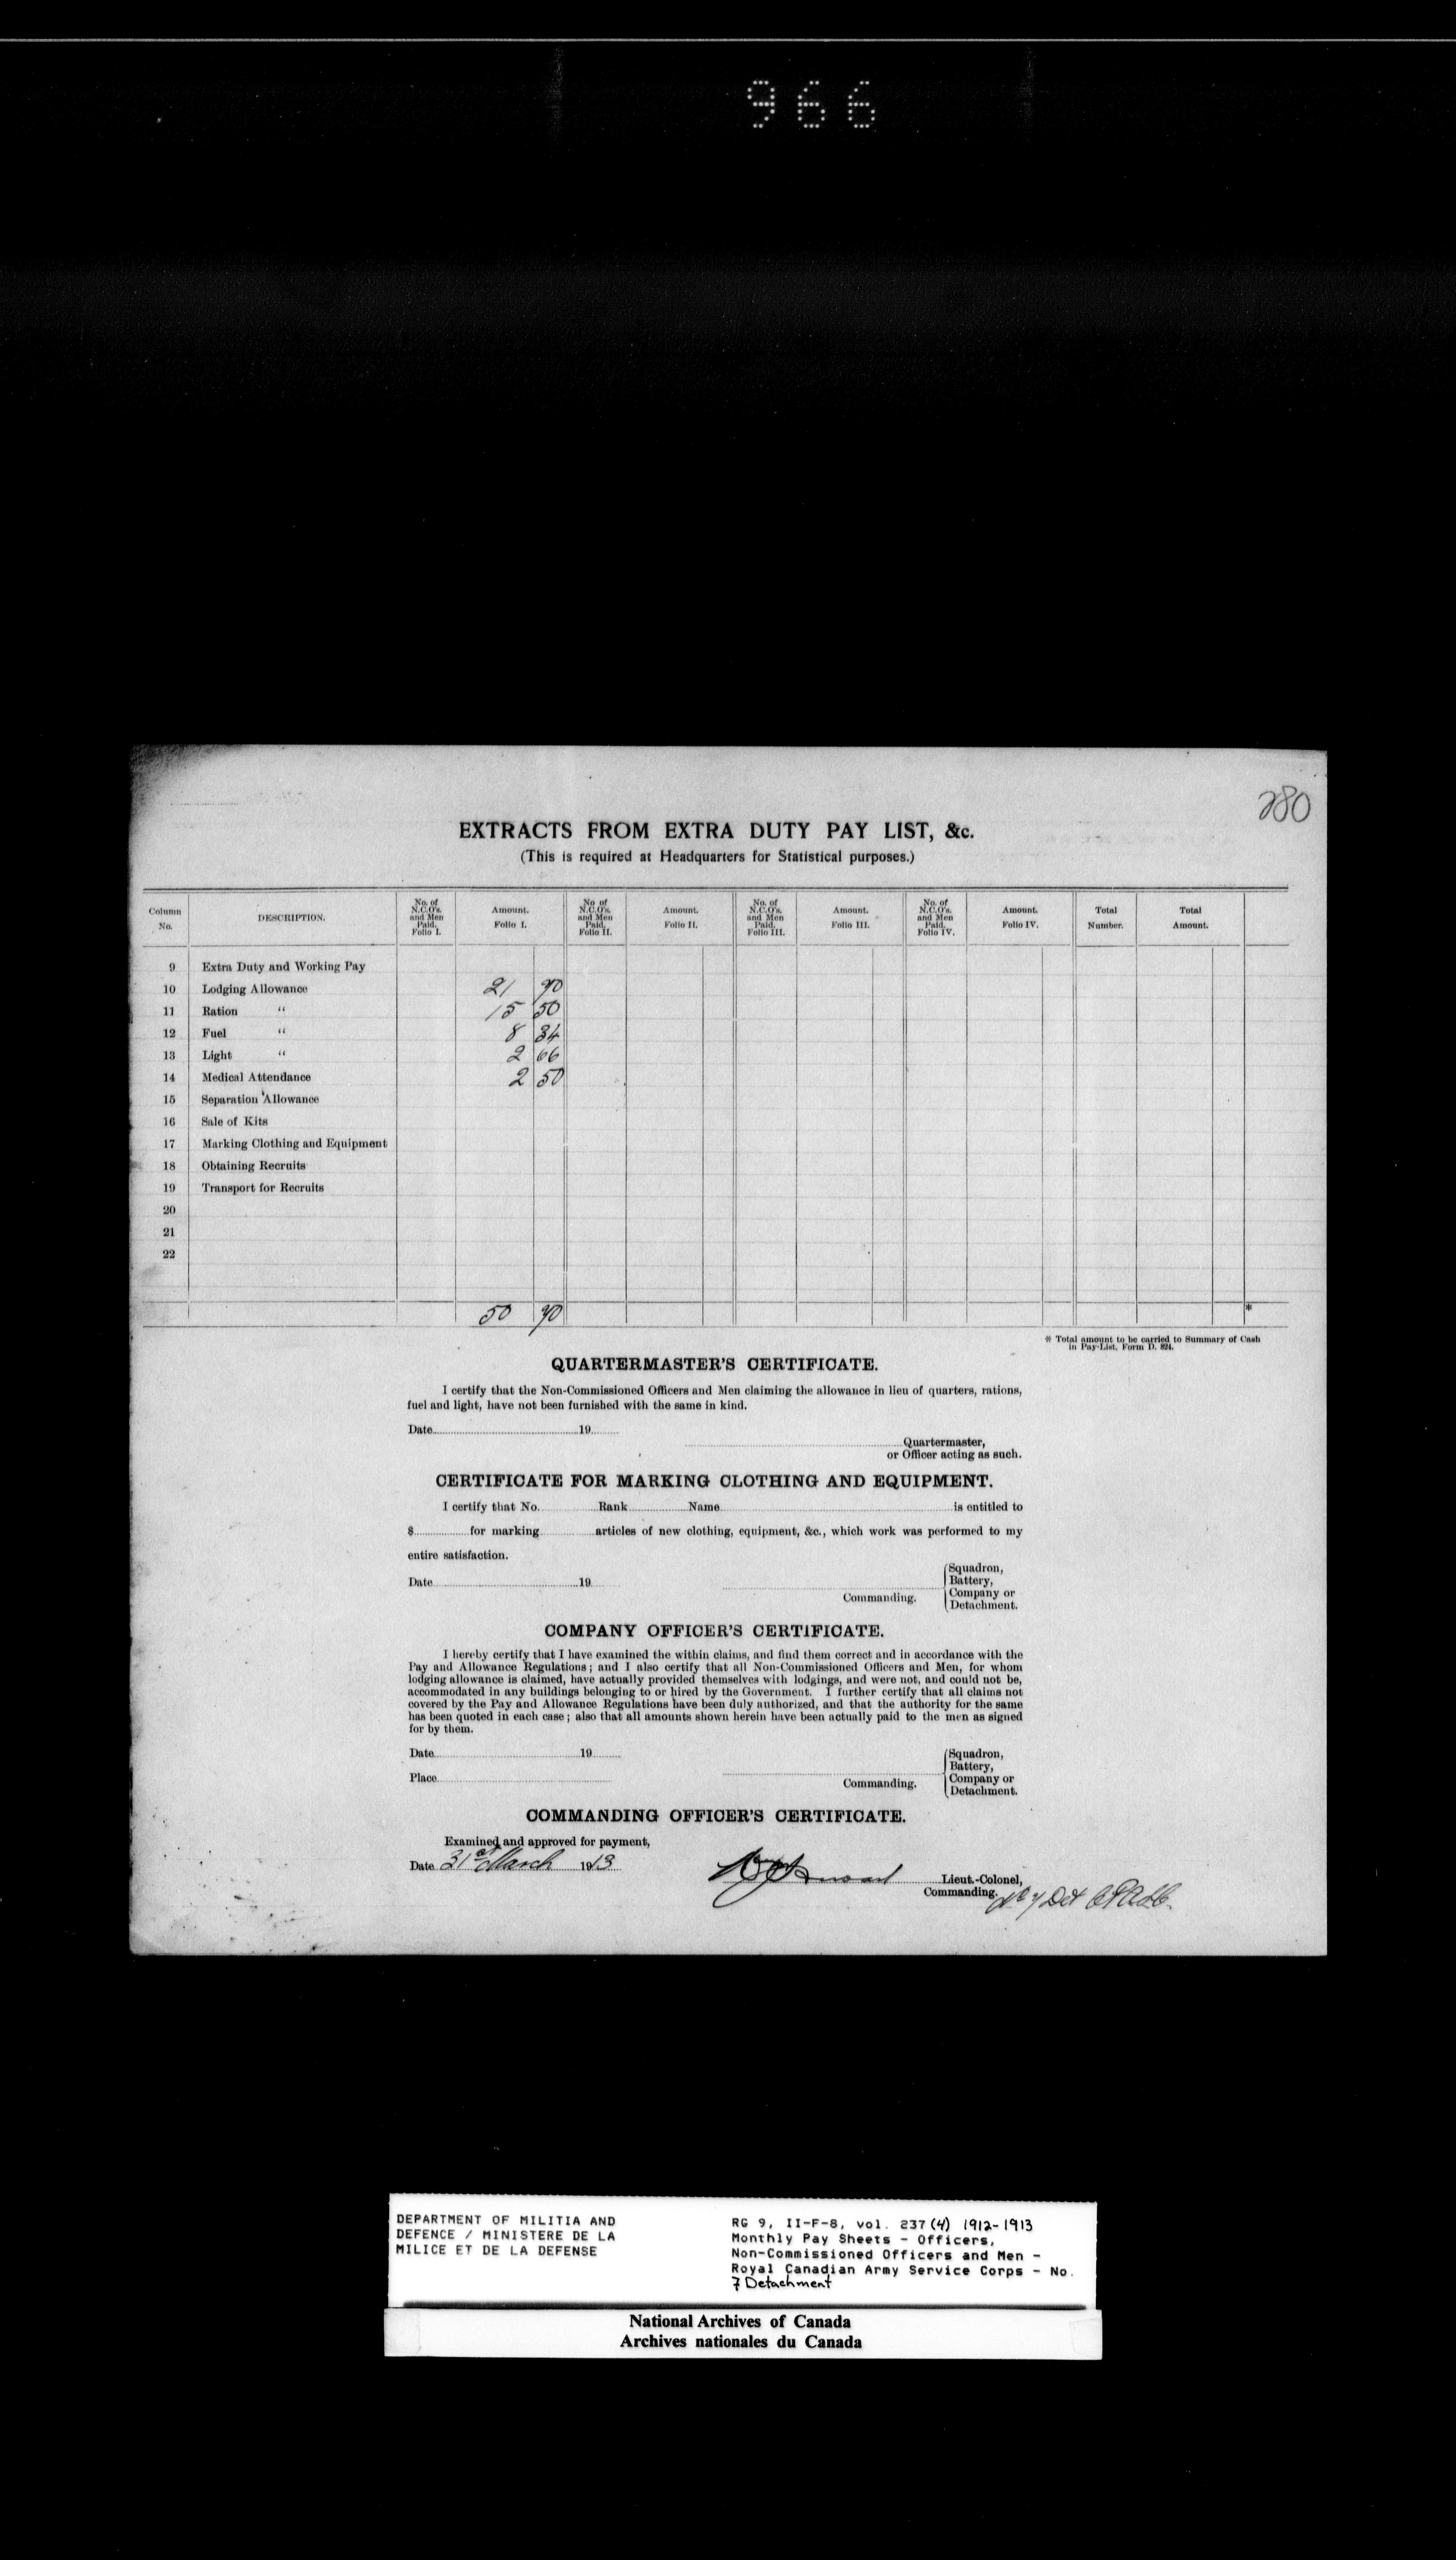 966
280
EXTRACTS FROM EXTRA DUTY PAY LIST, &c.
(This is required at Headquarters for Statistical purposes.)
Column No. DESCRIPTION. No. of N.C.O's. and Men Paid. Folio I. Amount. Folio I. No of N.C.O's. and Men Paid. Folio II. Amount. Folio II. No. of N.C.O's. and Men Paid. Folio III. Amount. Folio III. No. of N.C.O's. and Men Paid. Folio IV. Amount. Folio IV. Total Number. Total Amount.
9 Extra Duty and Working Pay
10 Lodging Allowance 21 90
11 Ration " 15 50
12 Fuel " 8 34
13 Light " 2 66
14 Medical Attendance 2 50
15 Separation Allowance
16 Sale of Kits
17 Marking Clothing and Equipment
18 Obtaining Recruits
19 Transport for Recruits
20
21
22
50 90 *
* Total amount to be carried to Summary of Cash
in Pay-List, Form D. 824.
QUARTERMASTER'S CERTIFICATE.
I certify that the Non-Commissioned Officers and Men claiming the allowance in lieu of quarters, rations,
fuel and light, have not been furnished with the same in kind.
Date 19
Quartermaster,
or Officer acting as such.
CERTIFICATE FOR MARKING CLOTHING AND EQUIPMENT.
I certify that No. Rank Name is entitled to
$ for marking articles of new clothing, equipment, &c., which work was performed to my
entire satisfaction.
Date 19
Commanding.
Squadron,
Battery,
Company or
Detachment.
COMPANY OFFICER'S CERTIFICATE.
I hereby certify that I have examined the within claims, and find them correct and in accordance with the
Pay and Allowance Regulations; and I also certify that all Non-Commissioned Officers and Men, for whom
lodging allowance is claimed, have actually provided themselves with lodgings, and were not, and could not be,
accommodated in any buildings belonging to or hired by the Government. I further certify that all claims not
covered by the Pay and Allowance Regulations have been duly authorized, and that the authority for the same
has been quoted in each case; also that all amounts shown herein have been actually paid to the men as signed
for by them.
Date 19
Place
Commanding.
Squadron,
Battery,
Company or
Detachment.
COMMANDING OFFICER'S CERTIFICATE.
Examined and approved for payment,
Date 31st March 1913
Lieut.-Colonel,
Commanding. No 7 Det
DEPARTMENT OF MILITIA AND
DEFENCE / MINISTERE DE LA
MILICE ET DE LA DEFENSE
RG 9, II-F-8, vol. 237 (4) 1912-1913
Monthly Pay Sheets - Officers,
Non-Commissioned Officers and Men -
Royal Canadian Army Service Corps - No.
7 Detachment
National Archives of Canada
Archives nationales du Canada